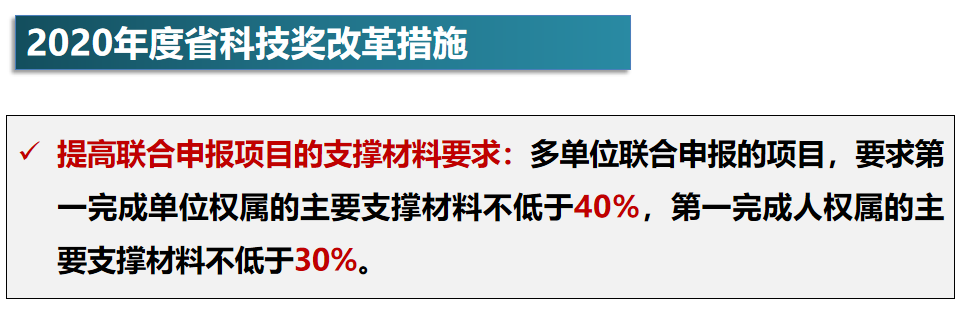 2020年度省科技奖改革措施
✓ 提高联合申报项目的支撑材料要求：多单位联合申报的项目，要求第
一完成单位权属的主要支撑材料不低于40%，第一完成人权属的主
要支撑材料不低于30%。